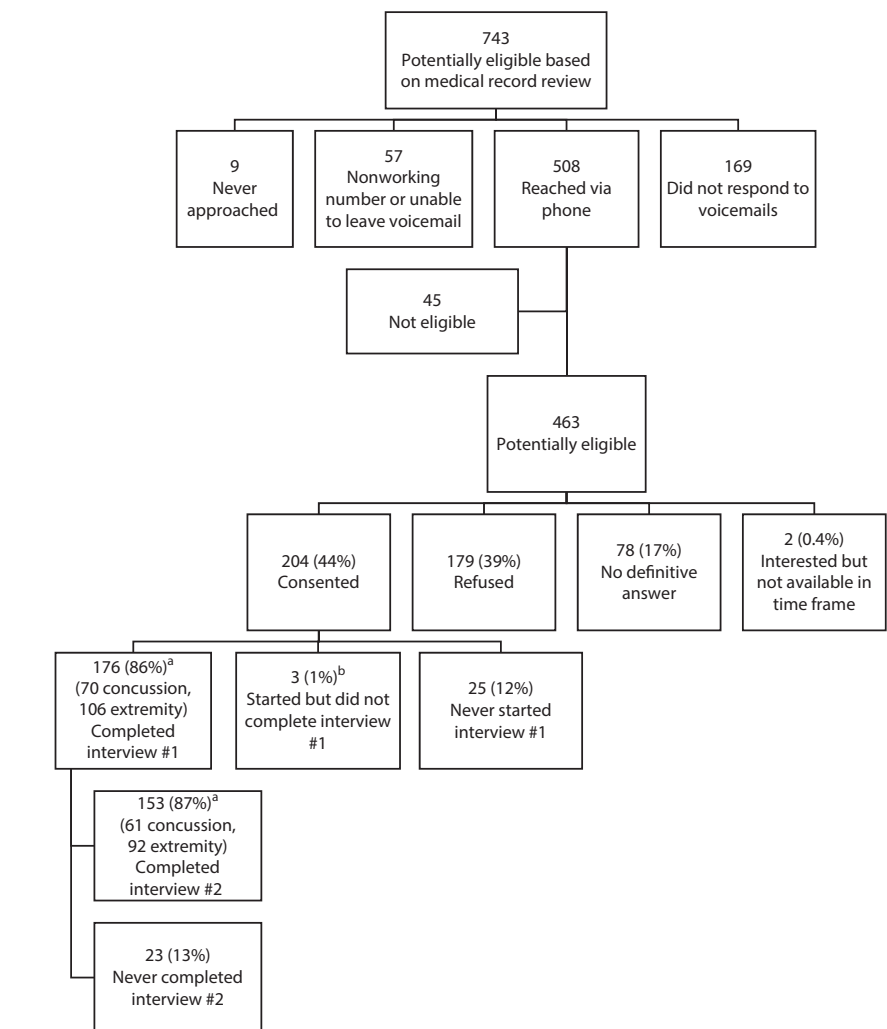 743
Potentially eligible based
on medical record review
9
Never
approached
57
Nonworking
number or unable
to leave voicemail
508
Reached via
phone
169
Did not respond to
voicemails
45
Not eligible
463
Potentially eligible
204 (44%)
Consented
179 (39%)
Refused
78 (17%)
No definitive
answer
2 (0.4%)
Interested but
not available in
time frame
176 (86%)ᵃ
(70 concussion,
106 extremity)
Completed
interview #1
3 (1%)ᵇ
Started but did not
complete interview
#1
25 (12%)
Never started
interview #1
153 (87%)ᵃ
(61 concussion,
92 extremity)
Completed
interview #2
23 (13%)
Never completed
interview #2